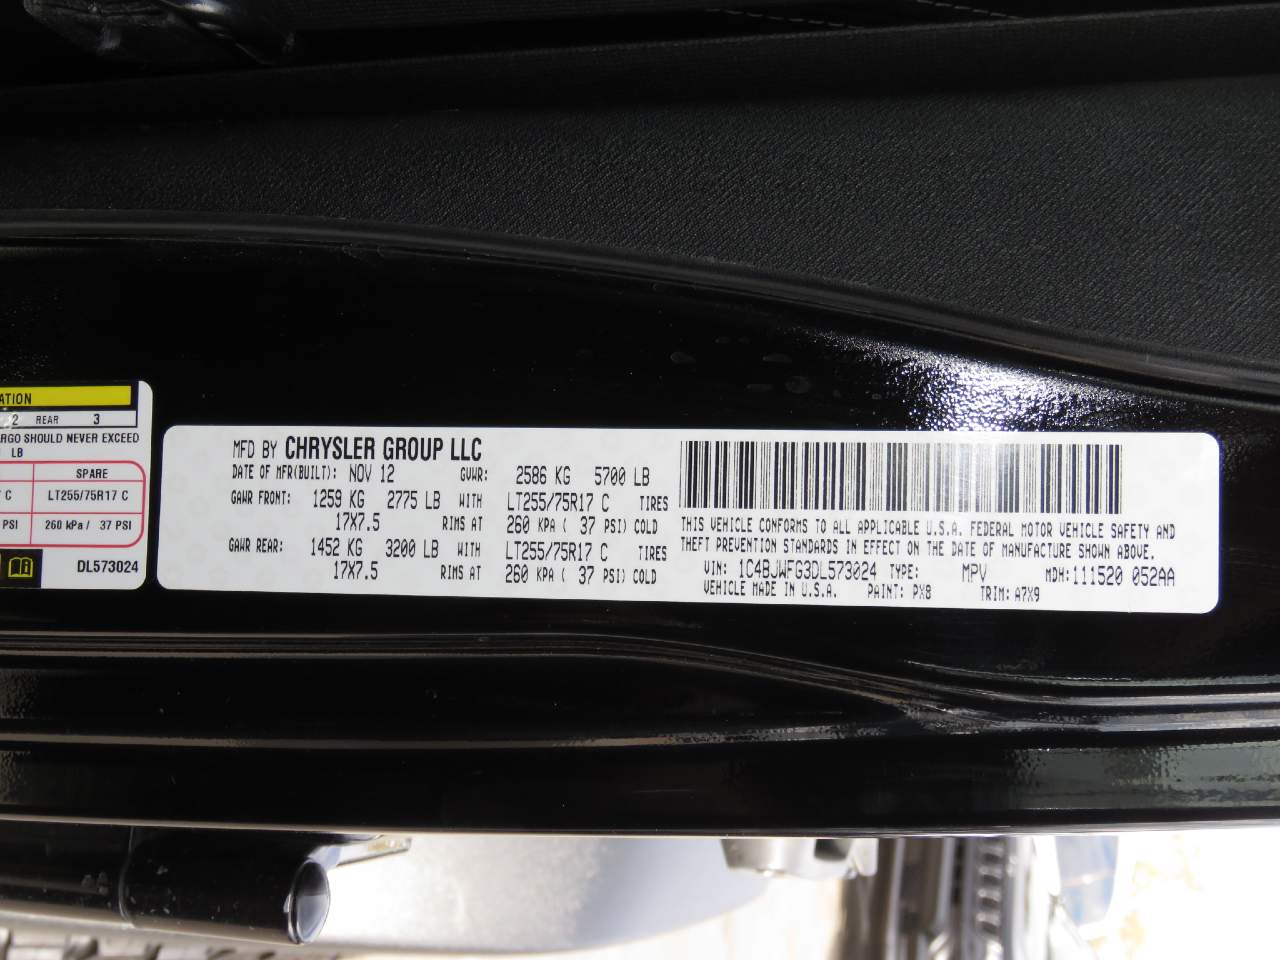 ATION
2 REAR 3
ARGO SHOULD NEVER EXCEED
LB
SPARE
C LT255/75R17 C
PSI 260 kPa / 37 PSI
DL573024
MFD BY CHRYSLER GROUP LLC
DATE OF MFR(BUILT): NOV 12 GVWR: 2586 KG 5700 LB
GAWR FRONT: 1259 KG 2775 LB WITH LT255/75R17 C TIRES
17X7.5 RIMS AT 260 KPA ( 37 PSI) COLD
GAWR REAR: 1452 KG 3200 LB WITH LT255/75R17 C TIRES
17X7.5 RIMS AT 260 KPA ( 37 PSI) COLD
THIS VEHICLE CONFORMS TO ALL APPLICABLE U.S.A. FEDERAL MOTOR VEHICLE SAFETY AND
THEFT PREVENTION STANDARDS IN EFFECT ON THE DATE OF MANUFACTURE SHOWN ABOVE.
VIN: 1C4BJWFG3DL573024 TYPE: MPV MDH: 111520 052AA
VEHICLE MADE IN U.S.A. PAINT: PX8 TRIM: A7X9